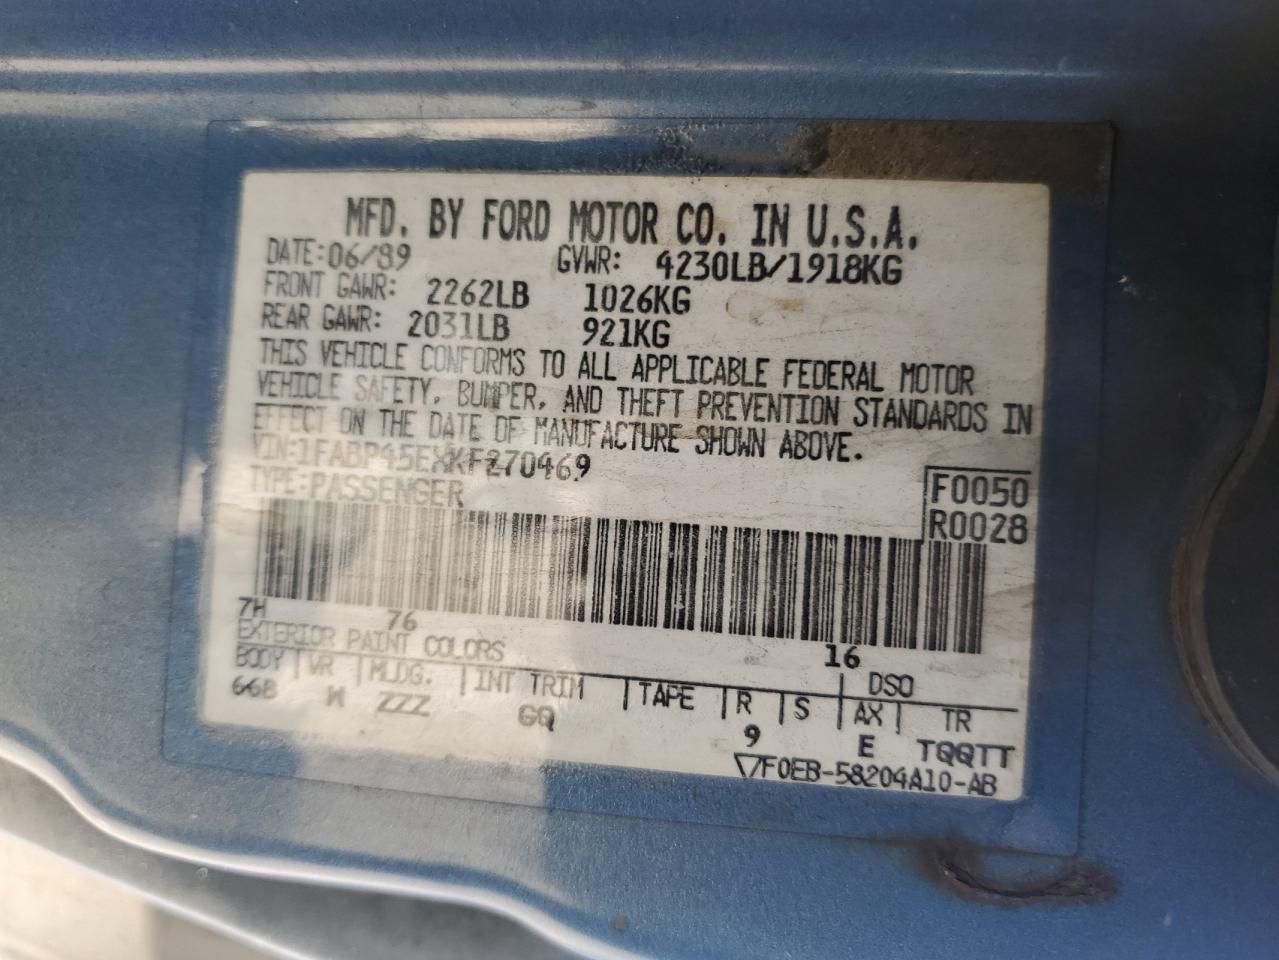 MFD. BY FORD MOTOR CO. IN U.S.A.
DATE: 06/89 GVWR: 4230LB/1918KG
FRONT GAWR: 2262LB 1026KG
REAR GAWR: 2031LB 921KG
THIS VEHICLE CONFORMS TO ALL APPLICABLE FEDERAL MOTOR
VEHICLE SAFETY, BUMPER, AND THEFT PREVENTION STANDARDS IN
EFFECT ON THE DATE OF MANUFACTURE SHOWN ABOVE.
VIN:1FABP45EXKF270469
TYPE:PASSENGER
F0050
R0028
7H 76
EXTERIOR PAINT COLORS 16 DSO
BODY VR MLDG. INT TRIM TAPE R S AX TR
66B W ZZZ GQ 9 E TQQTT
▽F0EB-58204A10-AB